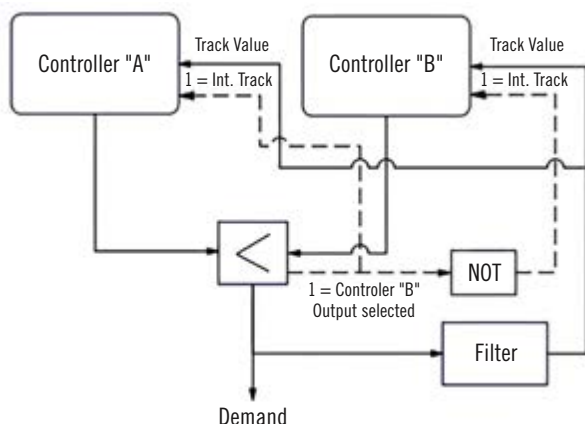 Controller "A"
Track Value
1 = Int. Track
Controller "B"
Track Value
1 = Int. Track
<
NOT
1 = Controler "B"
Output selected
Filter
Demand